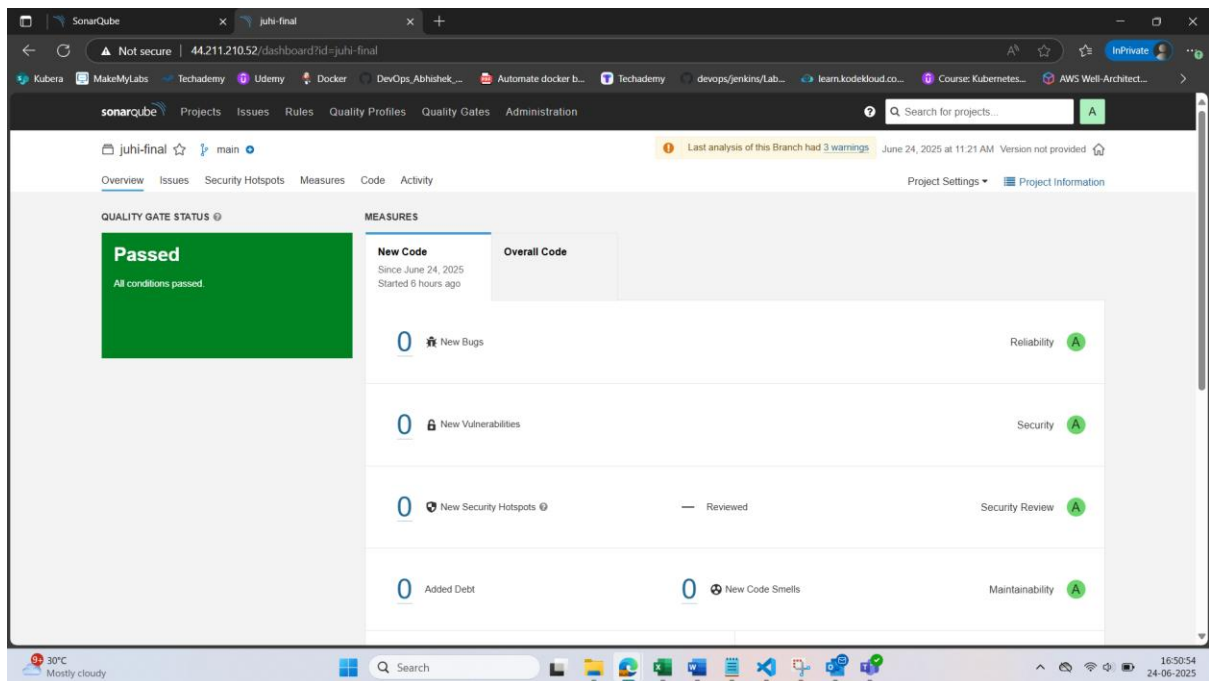 SonarQube
juhi-final
Not secure | 44.211.210.52/dashboard?id=juhi-final
InPrivate
Kubera MakeMyLabs Techademy Udemy Docker DevOps_Abhishek_... Automate docker b... Techademy devops/jenkins/Lab... learn.kodekloud.co... Course: Kubernetes... AWS Well-Architect...
sonarqube Projects Issues Rules Quality Profiles Quality Gates Administration Search for projects... A
juhi-final main Last analysis of this Branch had 3 warnings June 24, 2025 at 11:21 AM Version not provided
Overview Issues Security Hotspots Measures Code Activity Project Settings Project Information
QUALITY GATE STATUS MEASURES
Passed
All conditions passed.
New Code Overall Code
Since June 24, 2025
Started 6 hours ago
0 New Bugs Reliability A
0 New Vulnerabilities Security A
0 New Security Hotspots — Reviewed Security Review A
0 Added Debt 0 New Code Smells Maintainability A
9+ 30°C
Mostly cloudy
Search
16:50:54
24-06-2025